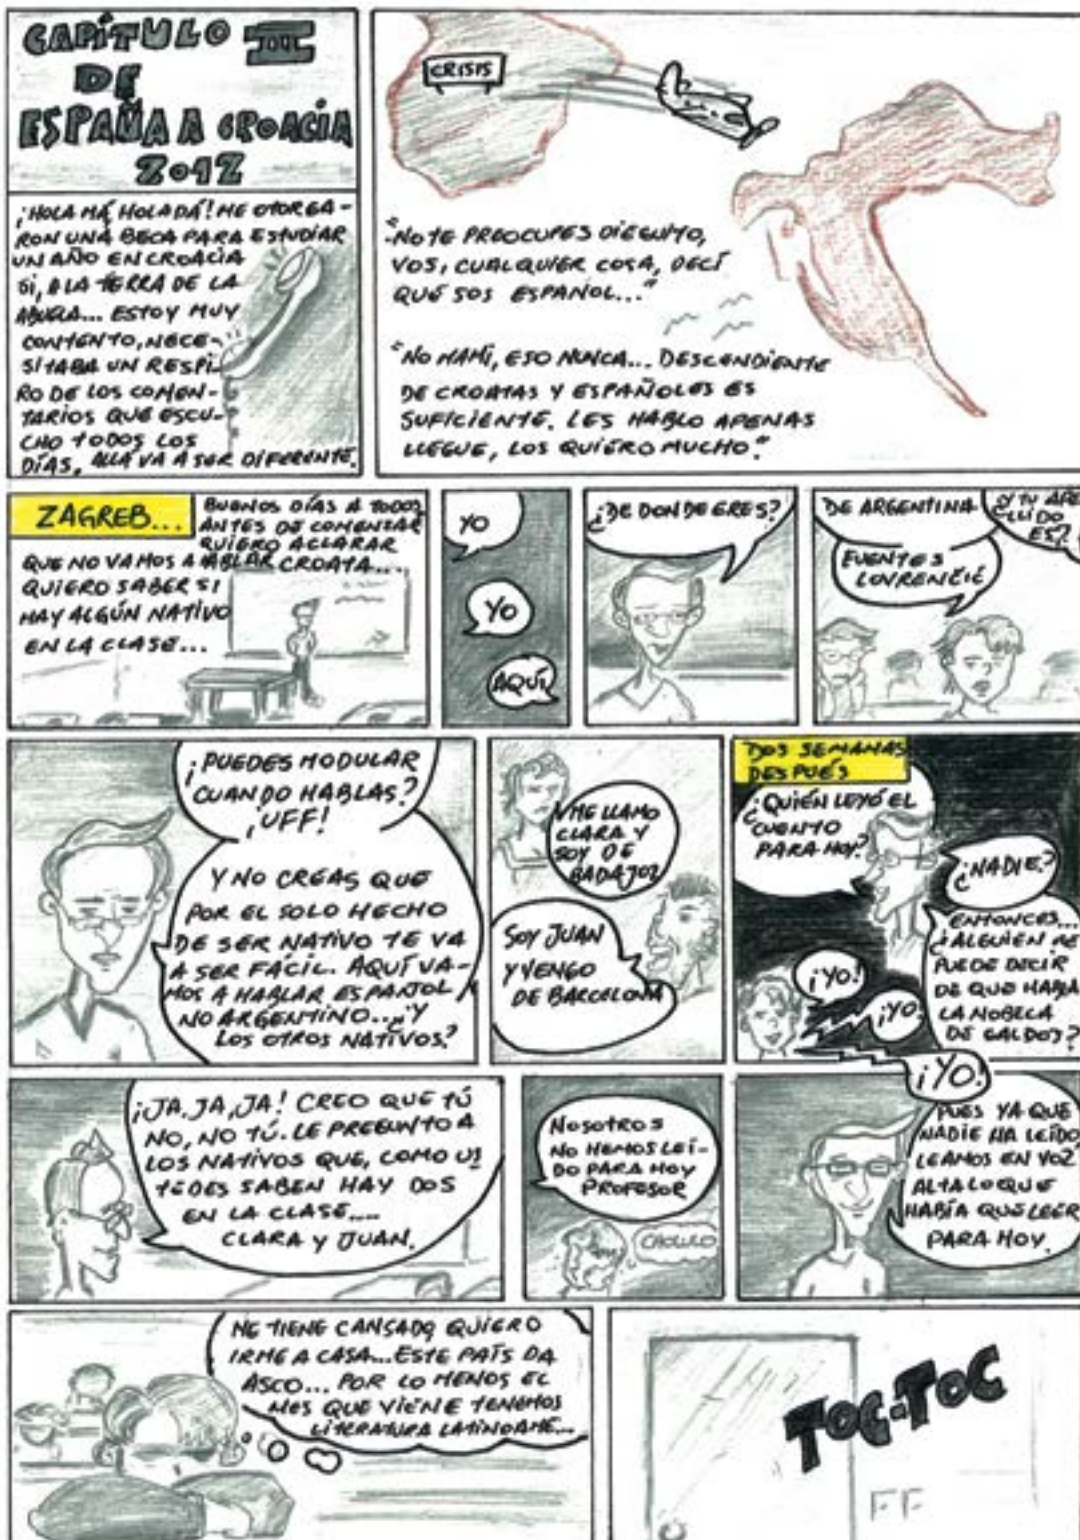 CAPÍTULO III
DE
ESPAÑA A CROACIA
2012
¡HOLA MÁ, HOLA PÁ! ME OTORGA-
RON UNA BECA PARA ESTUDIAR
UN AÑO EN CROACIA
SI, A LA TIERRA DE LA
ABUELA... ESTOY MUY
CONTENTO, NECE-
SITABA UN RESPI-
RO DE LOS COMEN-
TARIOS QUE ESCU-
CHO TODOS LOS
DÍAS, ALLÁ VA A SER DIFERENTE.
CRISIS
"NO TE PREOCUPES DIEGUITO,
VOS, CUALQUIER COSA, DECÍ
QUÉ SOS ESPAÑOL..."
"NO MAMI, ESO NUNCA... DESCENDIENTE
DE CROATAS Y ESPAÑOLES ES
SUFICIENTE. LES HABLO APENAS
LLEGUE, LOS QUIERO MUCHO."
ZAGREB...
BUENOS DÍAS A TODOS,
ANTES DE COMENZAR
QUIERO ACLARAR
QUE NO VAMOS A HABLAR CROATA...
QUIERO SABER SI
HAY ALGÚN NATIVO
EN LA CLASE...
YO
YO
AQUÍ
¿DE DONDE ERES?
DE ARGENTINA
¿Y TU APE-
LLIDO
ES?
FUENTES
LOVRENČIĆ
¡PUEDES MODULAR
CUANDO HABLAS?
¡UFF!
Y NO CREAS QUE
POR EL SOLO HECHO
DE SER NATIVO TE VA
A SER FÁCIL. AQUÍ VA-
MOS A HABLAR ESPAÑOL
NO ARGENTINO... ¿Y
LOS OTROS NATIVOS?
ME LLAMO
CLARA Y
SOY DE
BADAJOZ
SOY JUAN
Y VENGO
DE BARCELONA
DOS SEMANAS
DESPUÉS
¿QUIÉN LEYÓ EL
CUENTO
PARA HOY?
¿NADIE?
ENTONCES...
¿ALGUIEN ME
PUEDE DECIR
DE QUE HABLA
LA NOBELA
DE GALDOS?
¡YO!
¡YO!
¡YO!
¡JA, JA, JA! CREO QUE TÚ
NO, NO TÚ. LE PREGUNTO A
LOS NATIVOS QUE, COMO US
TEDES SABEN HAY DOS
EN LA CLASE....
CLARA Y JUAN.
NOSOTROS
NO HEMOS LEÍ-
DO PARA HOY
PROFESOR
CHOLULO
PUES YA QUE
NADIE HA LEÍDO,
LEAMOS EN VOZ
ALTA LO QUE
HABÍA QUE LEER
PARA HOY.
ME TIENE CANSADO, QUIERO
IRME A CASA... ESTE PAÍS DA
ASCO... POR LO MENOS EL
MES QUE VIENE TENEMOS
LITERATURA LATINOAME...
TOC-TOC
FF